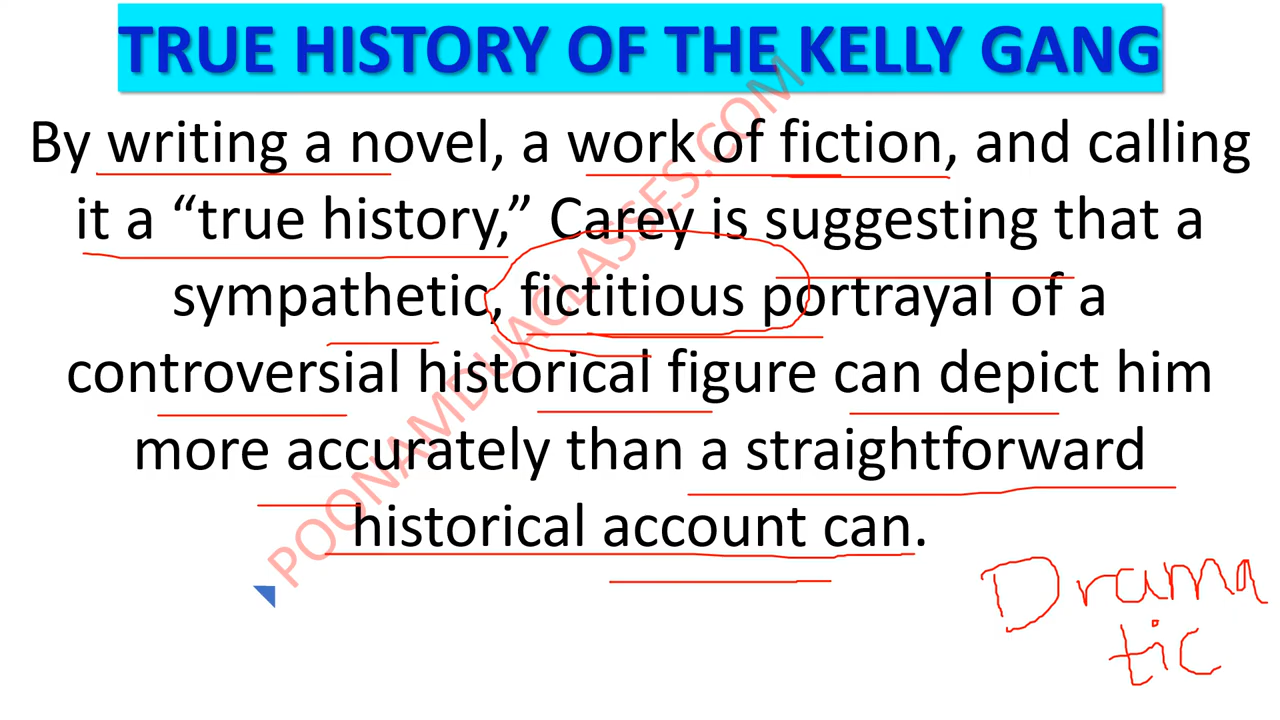 TRUE HISTORY OF THE KELLY GANG
By writing a novel, a work of fiction, and calling
it a “true history,” Carey is suggesting that a
sympathetic, fictitious portrayal of a
controversial historical figure can depict him
more accurately than a straightforward
historical account can.
POONAMDUACLASSES.COM
Drama
tic